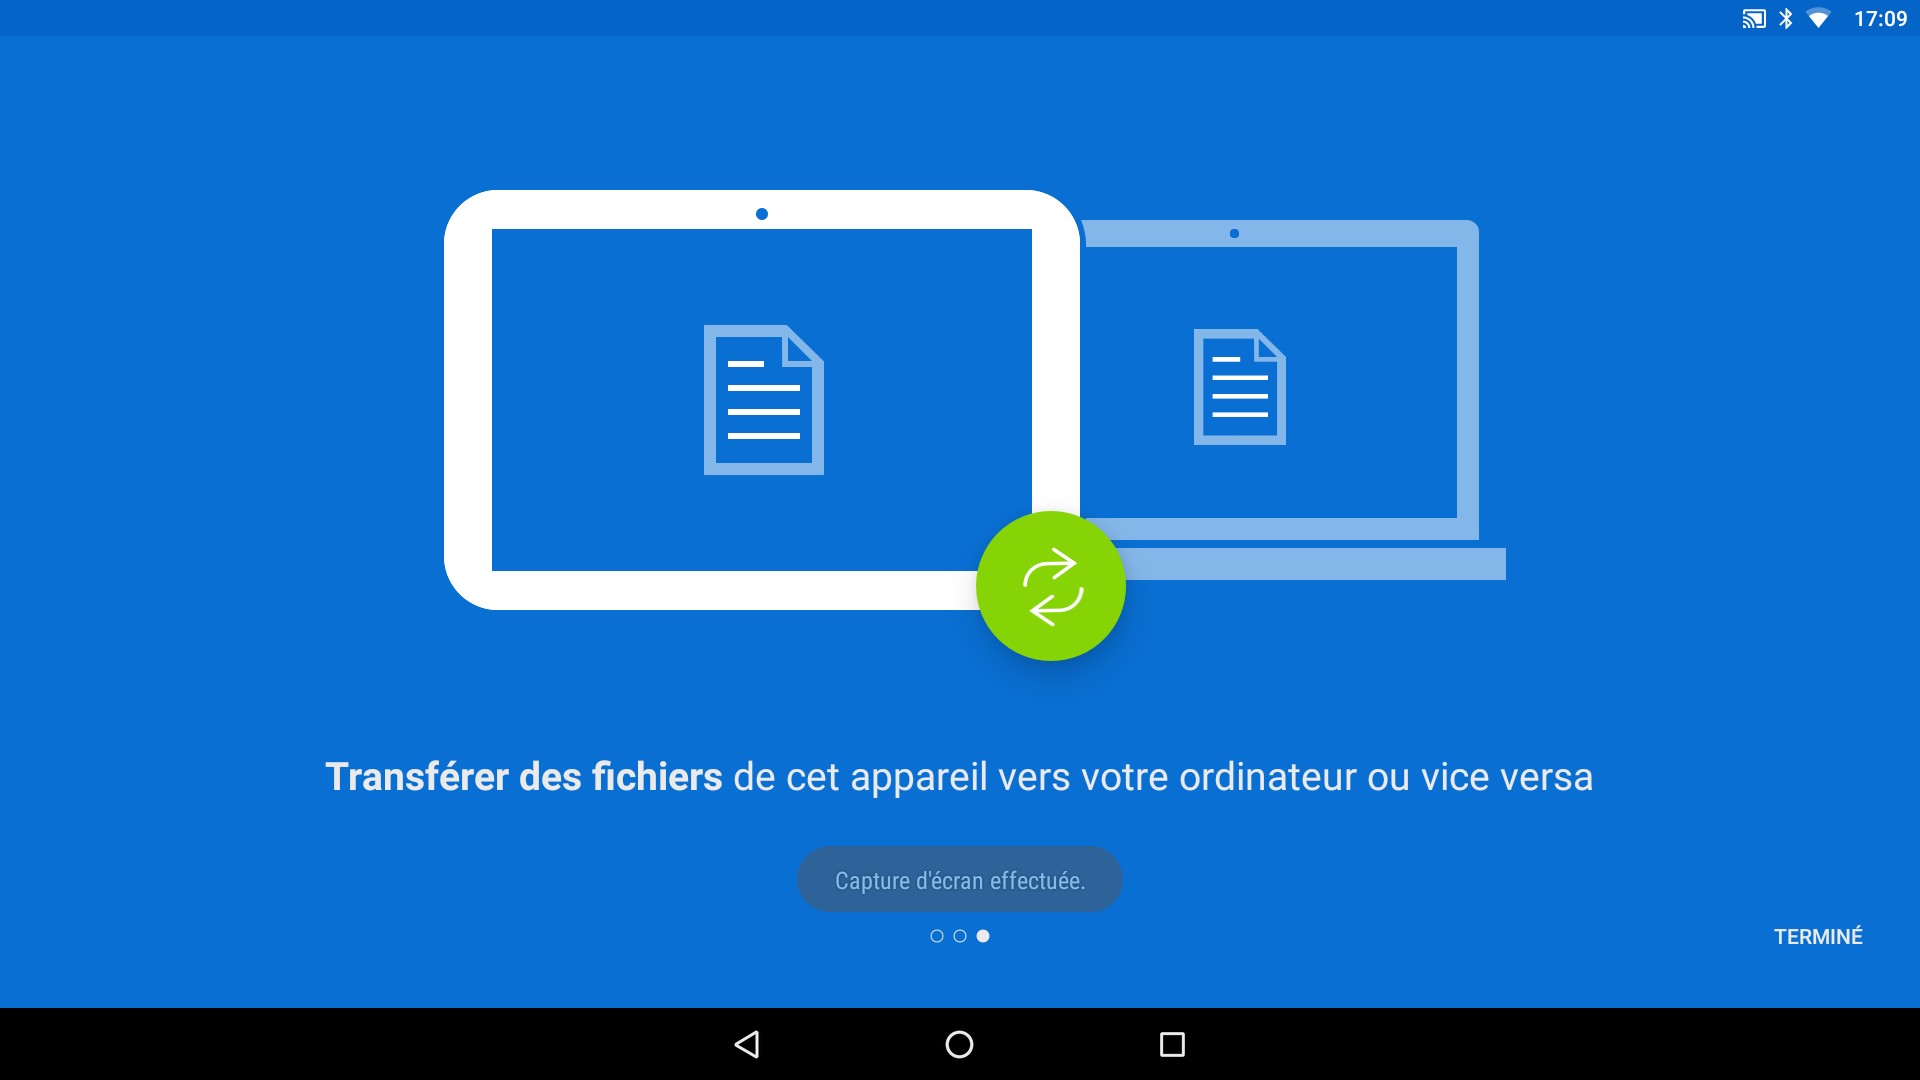 17:09
Transférer des fichiers de cet appareil vers votre ordinateur ou vice versa
Capture d'écran effectuée.
TERMINÉ